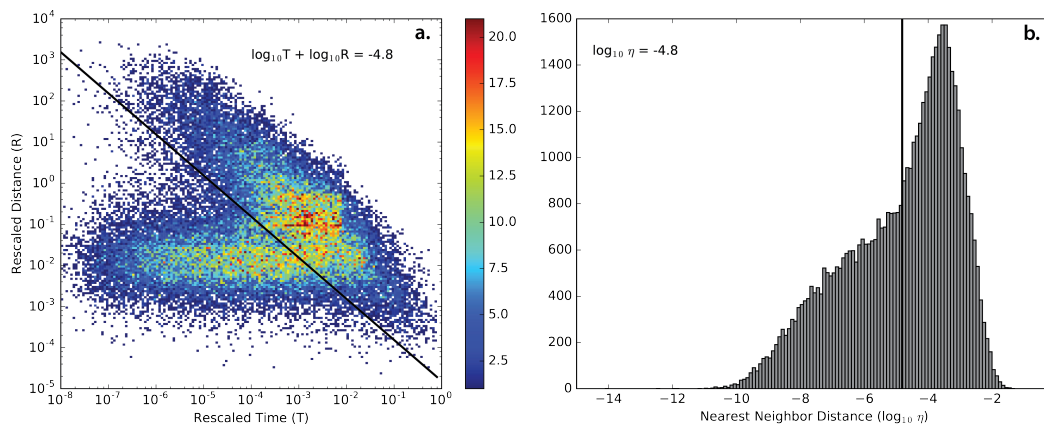 a.
log₁₀T + log₁₀R = -4.8
10³
10²
10¹
10⁰
10⁻¹
10⁻²
10⁻³
10⁻⁴
10⁻⁵
Rescaled Distance (R)
10⁻⁸ 10⁻⁷ 10⁻⁶ 10⁻⁵ 10⁻⁴ 10⁻³ 10⁻² 10⁻¹ 10⁰
Rescaled Time (T)
20.0
17.5
15.0
12.5
10.0
7.5
5.0
2.5
b.
log₁₀ η = -4.8
1600
1400
1200
1000
800
600
400
200
0
−14 −12 −10 −8 −6 −4 −2
Nearest Neighbor Distance (log₁₀ η)